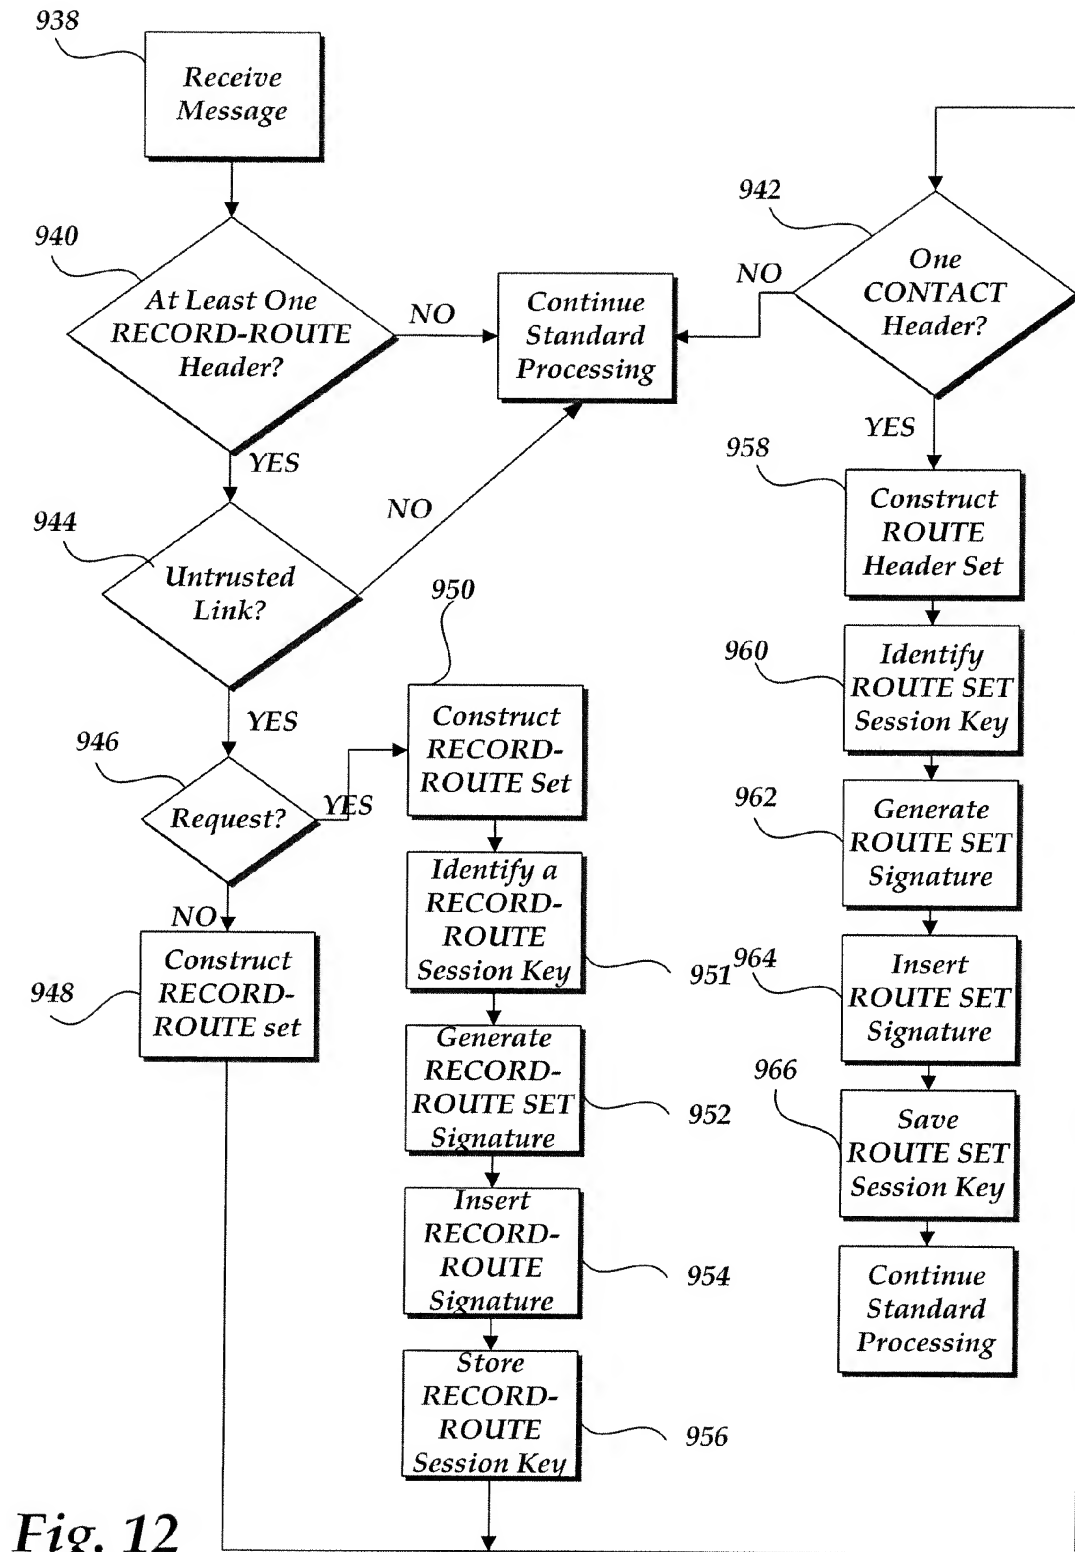 938
Receive
Message
940
At Least One
RECORD-ROUTE
Header?
NO
Continue
Standard
Processing
YES
944
Untrusted
Link?
NO
YES
946
Request?
YES
NO
948
Construct
RECORD-
ROUTE set
950
Construct
RECORD-
ROUTE Set
Identify a
RECORD-
ROUTE
Session Key
951
Generate
RECORD-
ROUTE SET
Signature
952
Insert
RECORD-
ROUTE
Signature
954
Store
RECORD-
ROUTE
Session Key
956
942
One
CONTACT
Header?
NO
YES
958
Construct
ROUTE
Header Set
960
Identify
ROUTE SET
Session Key
962
Generate
ROUTE SET
Signature
964
Insert
ROUTE SET
Signature
966
Save
ROUTE SET
Session Key
Continue
Standard
Processing
Fig. 12